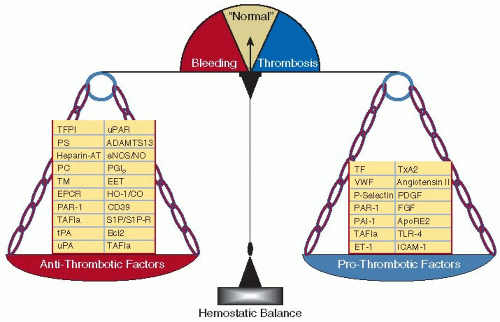 "Normal"
Bleeding Thrombosis
TFPI uPAR
PS ADAMTS13
Heparin-AT eNOS/NO
PC PGI₂
TM EET
EPCR HO-1/CO
PAR-1 CD39
TAFIa S1P/S1P-R
tPA Bcl2
uPA TAFIa
Anti-Thrombotic Factors
TF TxA2
VWF Angiotensin II
P-Selectin PDGF
PAR-1 FGF
PAI-1 ApoRE2
TAFIa TLR-4
ET-1 ICAM-1
Pro-Thrombotic Factors
Hemostatic Balance